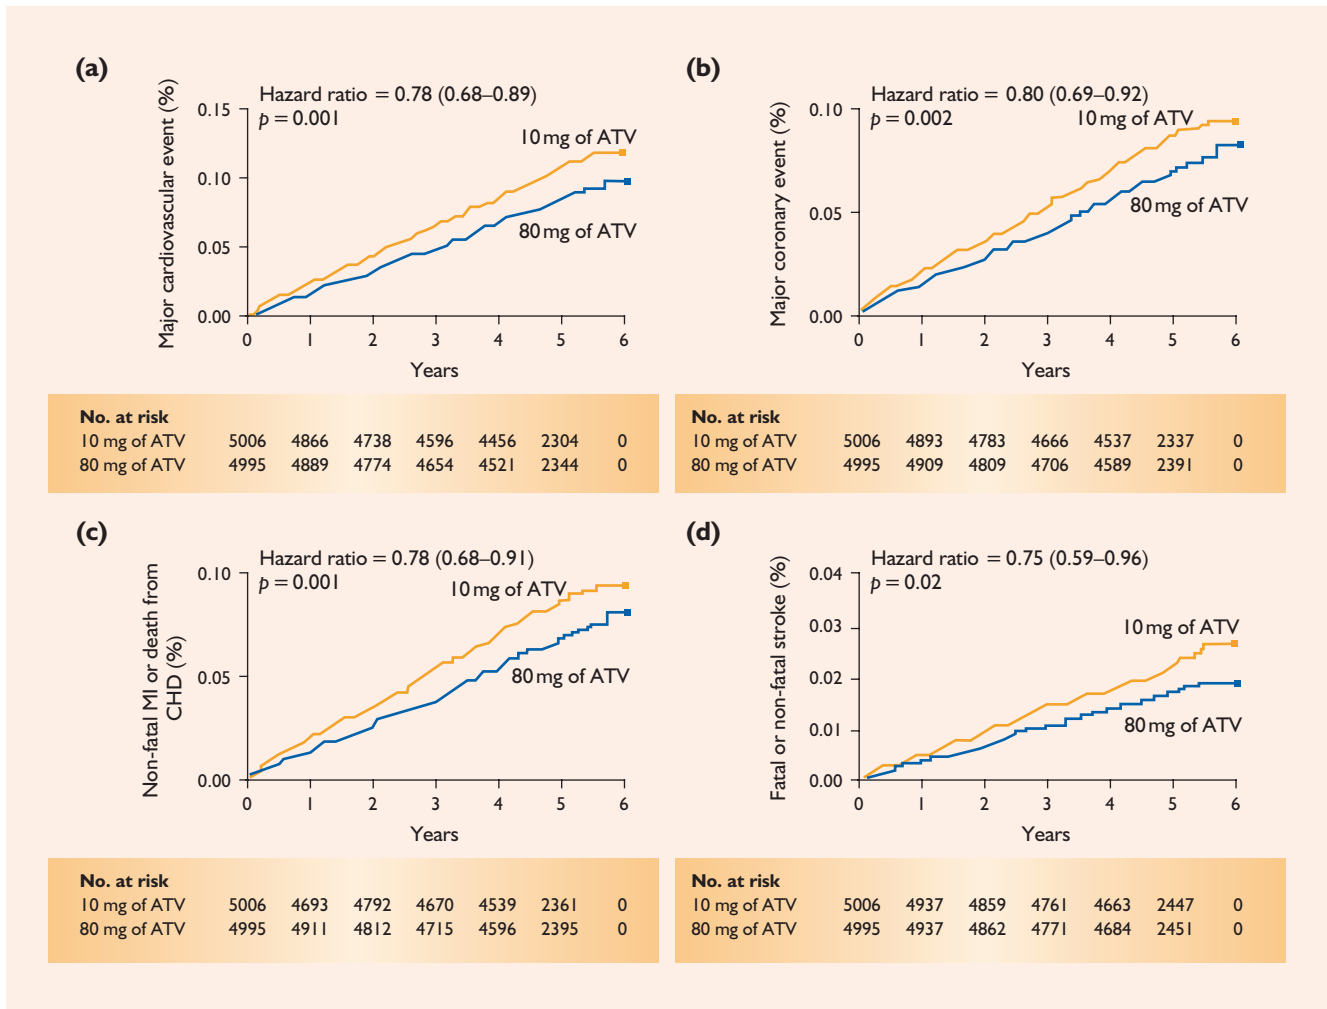 (a)
Major cardiovascular event (%)
Hazard ratio = 0.78 (0.68–0.89)
p = 0.001
0.15
0.10
0.05
0.00
10 mg of ATV
80 mg of ATV
0 1 2 3 4 5 6
Years
No. at risk
10 mg of ATV 5006 4866 4738 4596 4456 2304 0
80 mg of ATV 4995 4889 4774 4654 4521 2344 0
(b)
Major coronary event (%)
Hazard ratio = 0.80 (0.69–0.92)
p = 0.002
0.10
0.05
0.00
10 mg of ATV
80 mg of ATV
0 1 2 3 4 5 6
Years
No. at risk
10 mg of ATV 5006 4893 4783 4666 4537 2337 0
80 mg of ATV 4995 4909 4809 4706 4589 2391 0
(c)
Non-fatal MI or death from
CHD (%)
Hazard ratio = 0.78 (0.68–0.91)
p = 0.001
0.10
0.05
0.00
10 mg of ATV
80 mg of ATV
0 1 2 3 4 5 6
Years
No. at risk
10 mg of ATV 5006 4693 4792 4670 4539 2361 0
80 mg of ATV 4995 4911 4812 4715 4596 2395 0
(d)
Fatal or non-fatal stroke (%)
Hazard ratio = 0.75 (0.59–0.96)
p = 0.02
0.04
0.03
0.02
0.01
0.00
10 mg of ATV
80 mg of ATV
0 1 2 3 4 5 6
Years
No. at risk
10 mg of ATV 5006 4937 4859 4761 4663 2447 0
80 mg of ATV 4995 4937 4862 4771 4684 2451 0